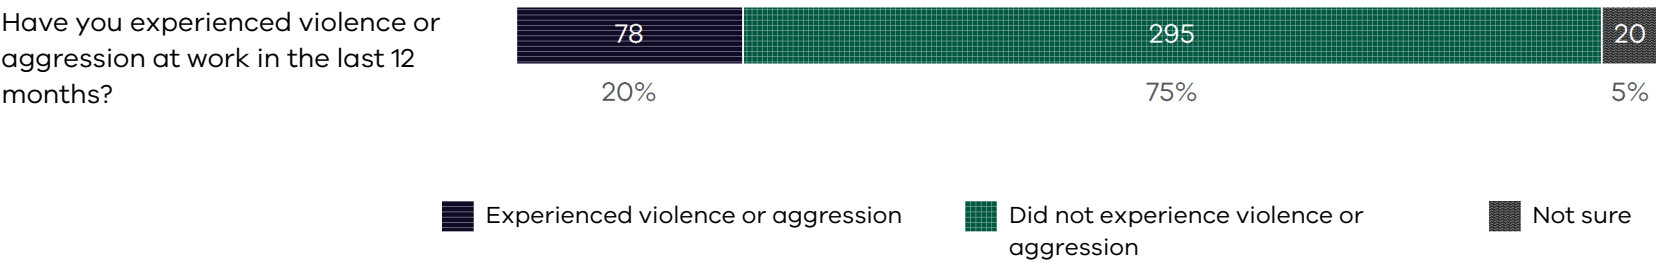 Have you experienced violence or
aggression at work in the last 12
months?
78
295
20
20%
75%
5%
Experienced violence or aggression
Did not experience violence or
aggression
Not sure